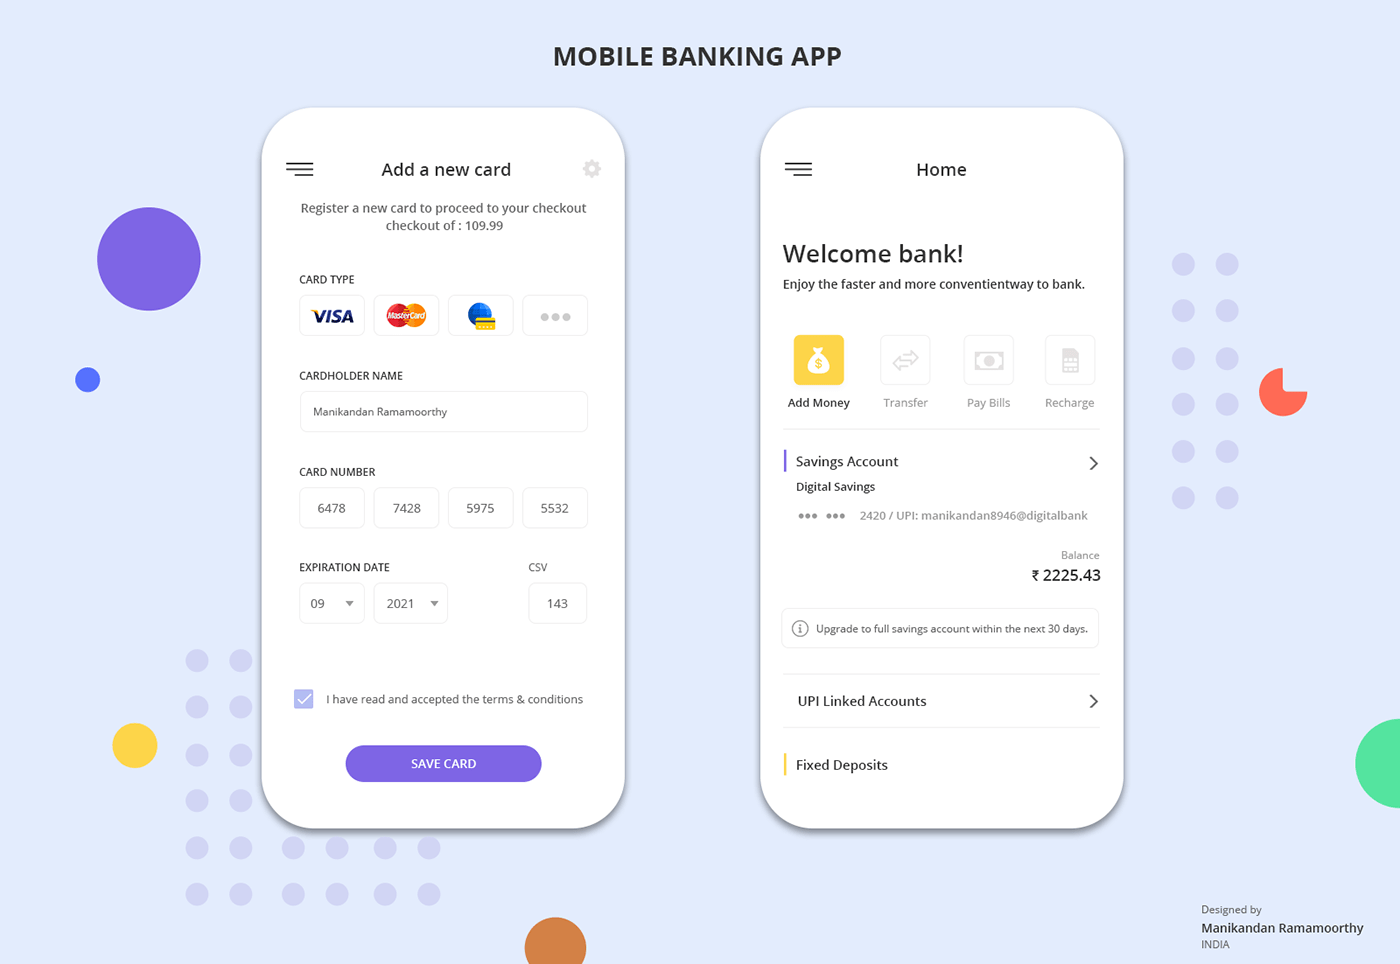 MOBILE BANKING APP
Add a new card
Register a new card to proceed to your checkout
checkout of : 109.99
CARD TYPE
VISA MasterCard
CARDHOLDER NAME
Manikandan Ramamoorthy
CARD NUMBER
6478 7428 5975 5532
EXPIRATION DATE CSV
09 2021 143
I have read and accepted the terms & conditions
SAVE CARD
Home
Welcome bank!
Enjoy the faster and more conventientway to bank.
Add Money Transfer Pay Bills Recharge
Savings Account
Digital Savings
••• ••• 2420 / UPI: manikandan8946@digitalbank
Balance
₹ 2225.43
Upgrade to full savings account within the next 30 days.
UPI Linked Accounts
Fixed Deposits
Designed by
Manikandan Ramamoorthy
INDIA